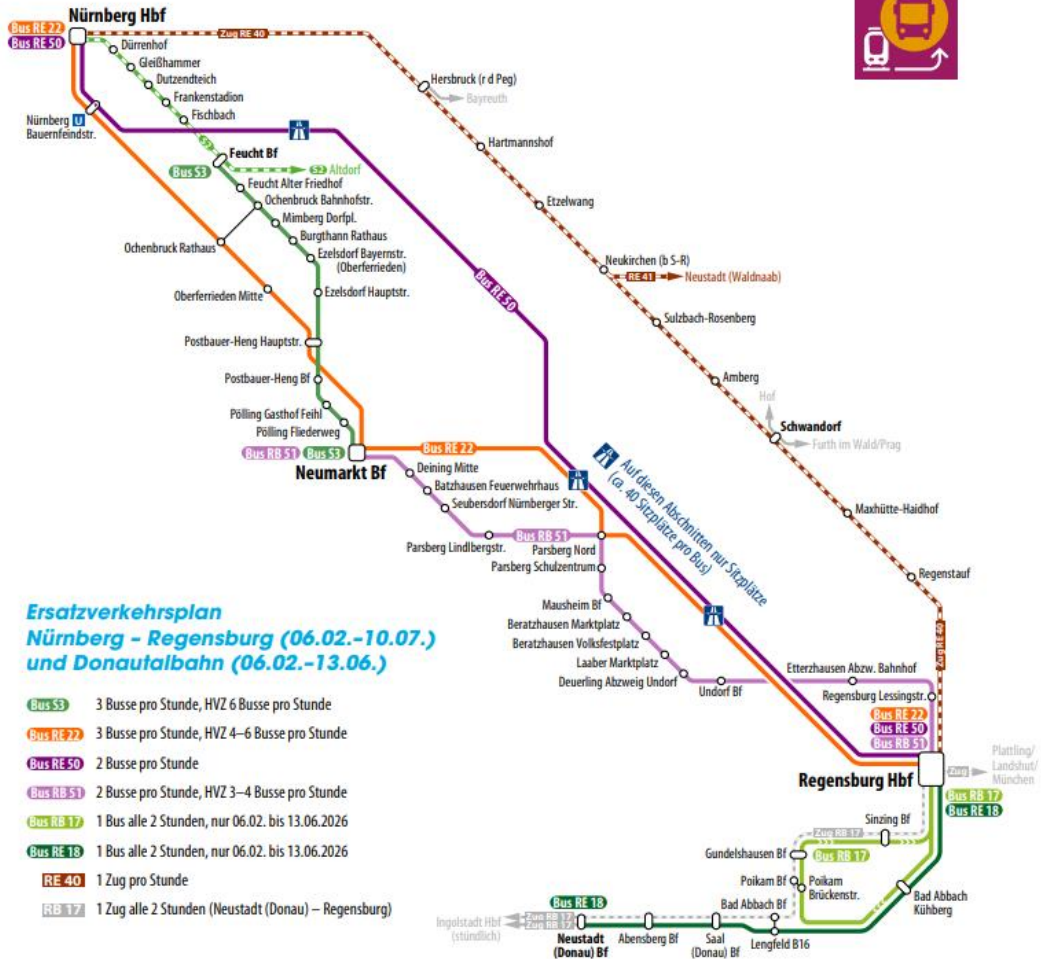 Nürnberg Hbf
Bus RE 22
Bus RE 50
Zug RE 40
Dürrenhof
Gleißhammer
Dutzendteich
Frankenstadion
Fischbach
Nürnberg U
Bauernfeindstr.
S2
Hersbruck (r d Peg)
Bayreuth
Hartmannshof
Feucht Bf
Bus S3
S2 Altdorf
Feucht Alter Friedhof
Ochenbruck Bahnhofstr.
Mimberg Dorfpl.
Burgthann Rathaus
Ezelsdorf Bayernstr.
(Oberferrieden)
Ochenbruck Rathaus
Etzelwang
Neukirchen (b S-R)
RE 41
Neustadt (Waldnaab)
Oberferrieden Mitte
Ezelsdorf Hauptstr.
Bus RE 50
Sulzbach-Rosenberg
Postbauer-Heng Hauptstr.
Postbauer-Heng Bf
Amberg
Hof
Pölling Gasthof Feihl
Pölling Fliederweg
Schwandorf
Furth im Wald/Prag
Bus RB 51
Bus S3
Neumarkt Bf
Bus RE 22
Deining Mitte
Batzhausen Feuerwehrhaus
Seubersdorf Nürnberger Str.
Auf diesen Abschnitten nur Sitzplätze
(ca. 40 Sitzplätze pro Bus)
Maxhütte-Haidhof
Parsberg Lindlbergstr.
Bus RB 51
Parsberg Nord
Parsberg Schulzentrum
Regenstauf
Mausheim Bf
Beratzhausen Marktplatz
Beratzhausen Volksfestplatz
Laaber Marktplatz
Deuerling Abzweig Undorf
Undorf Bf
Etterzhausen Abzw. Bahnhof
Regensburg Lessingstr.
Zug RE 40
Bus RE 22
Bus RE 50
Bus RB 51
Regensburg Hbf
Zug
Plattling/
Landshut/
München
Bus RB 17
Bus RE 18
Ersatzverkehrsplan
Nürnberg – Regensburg (06.02.-10.07.)
und Donautalbahn (06.02.-13.06.)
Bus S3 3 Busse pro Stunde, HVZ 6 Busse pro Stunde
Bus RE 22 3 Busse pro Stunde, HVZ 4–6 Busse pro Stunde
Bus RE 50 2 Busse pro Stunde
Bus RB 51 2 Busse pro Stunde, HVZ 3–4 Busse pro Stunde
Bus RB 17 1 Bus alle 2 Stunden, nur 06.02. bis 13.06.2026
Bus RE 18 1 Bus alle 2 Stunden, nur 06.02. bis 13.06.2026
RE 40 1 Zug pro Stunde
RB 17 1 Zug alle 2 Stunden (Neustadt (Donau) – Regensburg)
Sinzing Bf
Zug RB 17
Gundelshausen Bf
Bus RB 17
Poikam Bf
Poikam
Brückenstr.
Bad Abbach
Kühberg
Bad Abbach Bf
Bus RE 18
Ingolstadt Hbf
(stündlich)
Zug RB 17
Zug RB 17
Neustadt
(Donau) Bf
Abensberg Bf
Saal
(Donau) Bf
Lengfeld B16